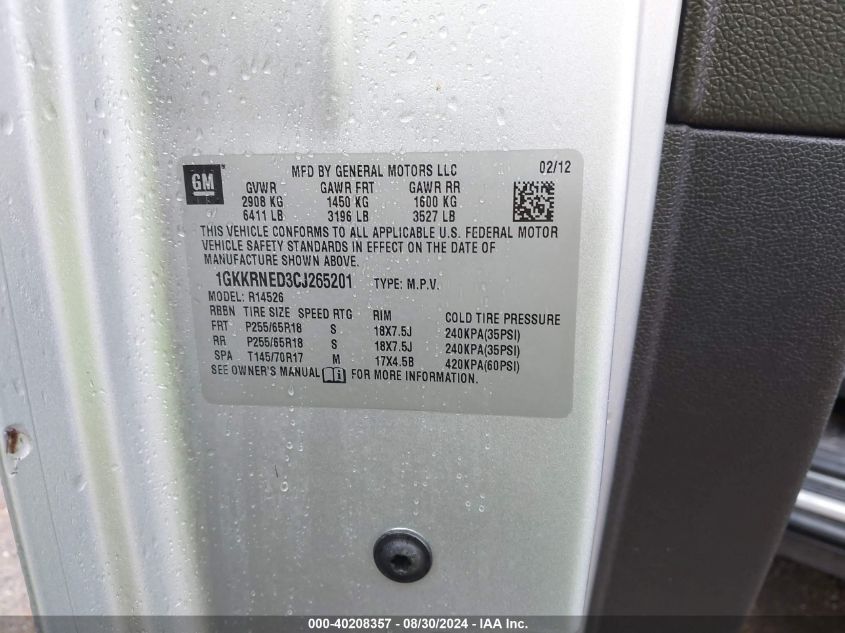 GM
MFD BY GENERAL MOTORS LLC 02/12
GVWR GAWR FRT GAWR RR
2908 KG 1450 KG 1600 KG
6411 LB 3196 LB 3527 LB
THIS VEHICLE CONFORMS TO ALL APPLICABLE U.S. FEDERAL MOTOR
VEHICLE SAFETY STANDARDS IN EFFECT ON THE DATE OF
MANUFACTURE SHOWN ABOVE.
1GKKRNED3CJ265201 TYPE: M.P.V.
MODEL: R14526
RBBN TIRE SIZE SPEED RTG RIM COLD TIRE PRESSURE
FRT P255/65R18 S 18X7.5J 240KPA(35PSI)
RR P255/65R18 S 18X7.5J 240KPA(35PSI)
SPA T145/70R17 M 17X4.5B 420KPA(60PSI)
SEE OWNER'S MANUAL FOR MORE INFORMATION.
000-40208357 - 08/30/2024 - IAA Inc.